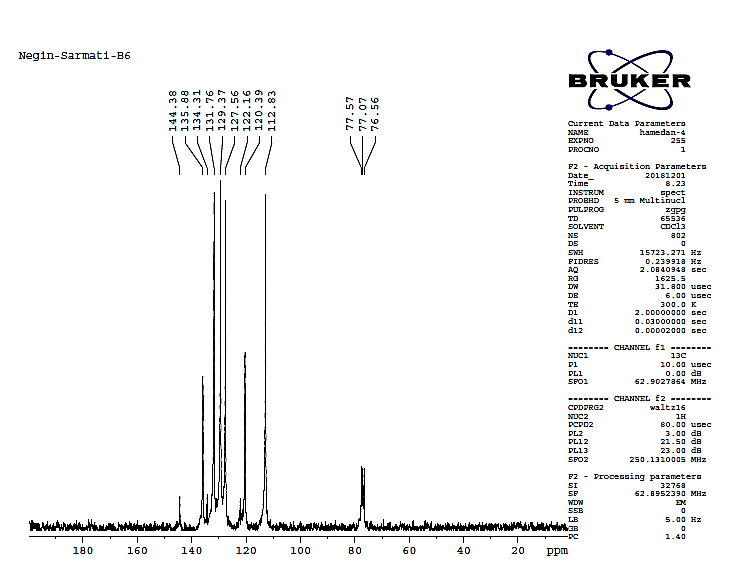 Negin-Sarmati-B6
144.38
135.88
134.31
131.76
129.37
127.56
122.16
120.39
112.83
77.57
77.07
76.56
BRUKER
Current Data Parameters
NAME hamedan-4
EXPNO 255
PROCNO 1
F2 - Acquisition Parameters
Date_ 20181201
Time 8.23
INSTRUM spect
PROBHD 5 mm Multinucl
PULPROG zgpg
TD 65536
SOLVENT CDCl3
NS 802
DS 0
SWH 15723.271 Hz
FIDRES 0.239918 Hz
AQ 2.0840948 sec
RG 1625.5
DW 31.800 usec
DE 6.00 usec
TE 300.0 K
D1 2.00000000 sec
d11 0.03000000 sec
d12 0.00002000 sec
======== CHANNEL f1 ========
NUC1 13C
P1 10.00 usec
PL1 0.00 dB
SFO1 62.9027864 MHz
======== CHANNEL f2 ========
CPDPRG2 waltz16
NUC2 1H
PCPD2 80.00 usec
PL2 3.00 dB
PL12 21.50 dB
PL13 23.00 dB
SFO2 250.1310005 MHz
F2 - Processing parameters
SI 32768
SF 62.8952390 MHz
WDW EM
SSB 0
LB 5.00 Hz
GB 0
PC 1.40
180 160 140 120 100 80 60 40 20 ppm